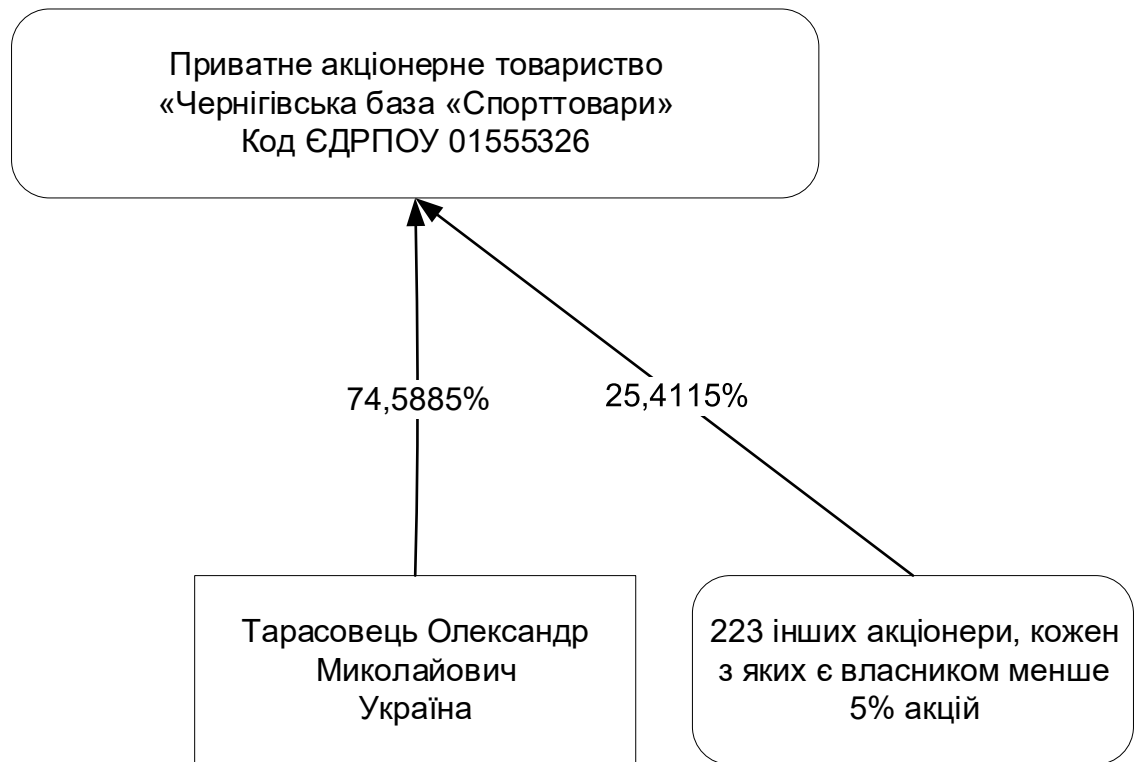 Приватне акціонерне товариство
«Чернігівська база «Спорттовари»
Код ЄДРПОУ 01555326
74,5885%
25,4115%
Тарасовець Олександр
Миколайович
Україна
223 інших акціонери, кожен
з яких є власником менше
5% акцій